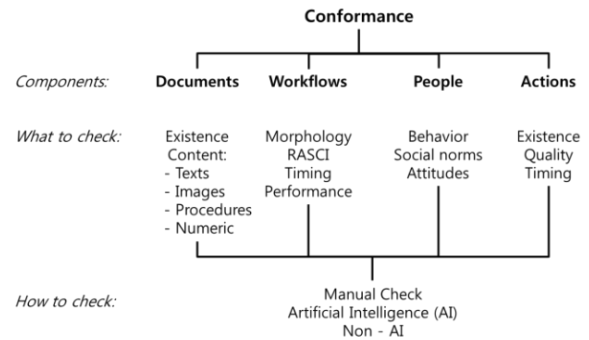 Conformance
Components: Documents Workflows People Actions
What to check: Existence Morphology Behavior Existence
Content: RASCI Social norms Quality
- Texts Timing Attitudes Timing
- Images Performance
- Procedures
- Numeric
How to check: Manual Check
Artificial Intelligence (AI)
Non - AI